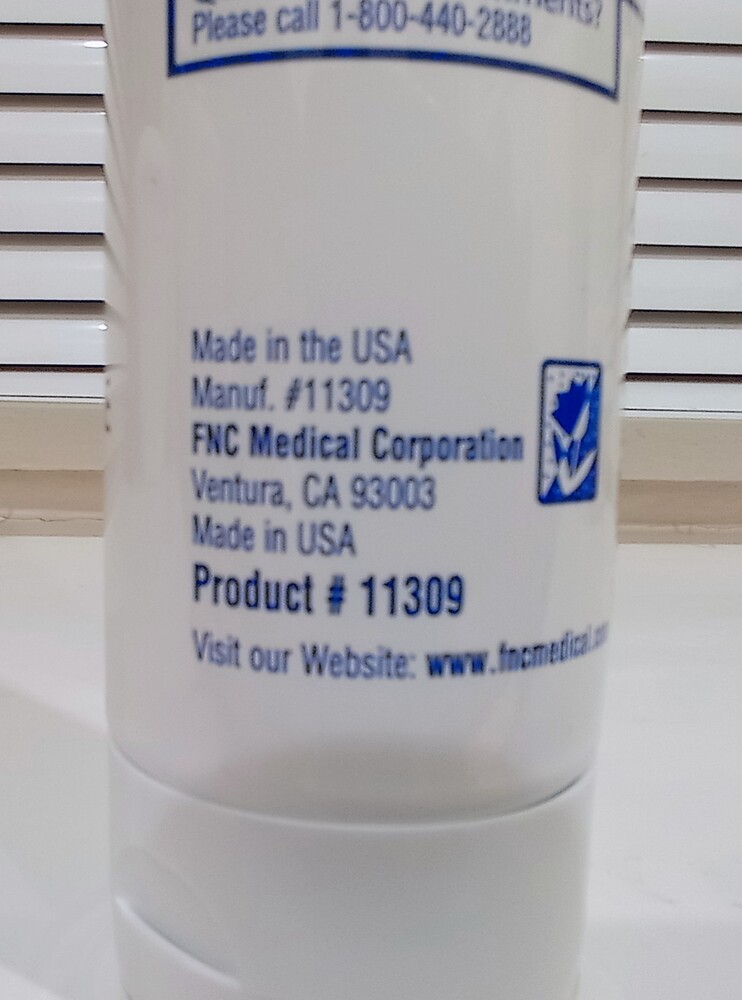 Please call 1-800-440-2888
Made in the USA
Manuf. #11309
FNC Medical Corporation
Ventura, CA 93003
Made in USA
Product # 11309
Visit our Website: www.fncmedical.